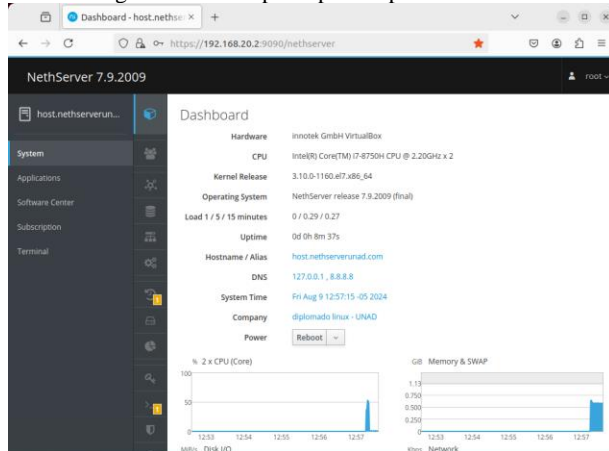 Dashboard - host.nethser
https://192.168.20.2:9090/nethserver
NethServer 7.9.2009
root
host.nethserverun...
System
Applications
Software Center
Subscription
Terminal
1
1
Dashboard
Hardware innotek GmbH VirtualBox
CPU Intel(R) Core(TM) i7-8750H CPU @ 2.20GHz x 2
Kernel Release 3.10.0-1160.el7.x86_64
Operating System NethServer release 7.9.2009 (final)
Load 1 / 5 / 15 minutes 0 / 0.29 / 0.27
Uptime 0d 0h 8m 37s
Hostname / Alias host.nethserverunad.com
DNS 127.0.0.1 , 8.8.8.8
System Time Fri Aug 9 12:57:15 -05 2024
Company diplomado linux - UNAD
Power Reboot
% 2 x CPU (Core)
100
50
0
12:53 12:54 12:55 12:56 12:57
GiB Memory & SWAP
1.13
0.750
0.500
0.250
0
12:53 12:54 12:55 12:56 12:57
MiB/s Disk I/O
Kbps Network